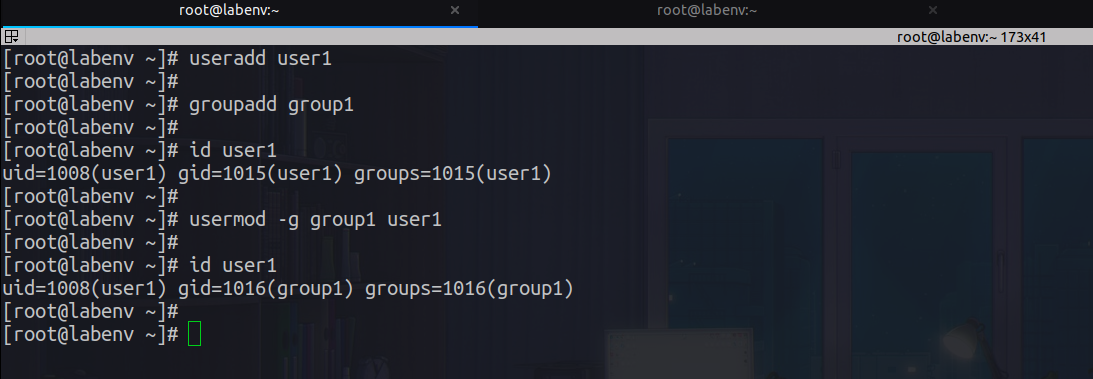 root@labenv:~ × root@labenv:~ ×
root@labenv:~ 173x41
[root@labenv ~]# useradd user1
[root@labenv ~]#
[root@labenv ~]# groupadd group1
[root@labenv ~]#
[root@labenv ~]# id user1
uid=1008(user1) gid=1015(user1) groups=1015(user1)
[root@labenv ~]#
[root@labenv ~]# usermod -g group1 user1
[root@labenv ~]#
[root@labenv ~]# id user1
uid=1008(user1) gid=1016(group1) groups=1016(group1)
[root@labenv ~]#
[root@labenv ~]#